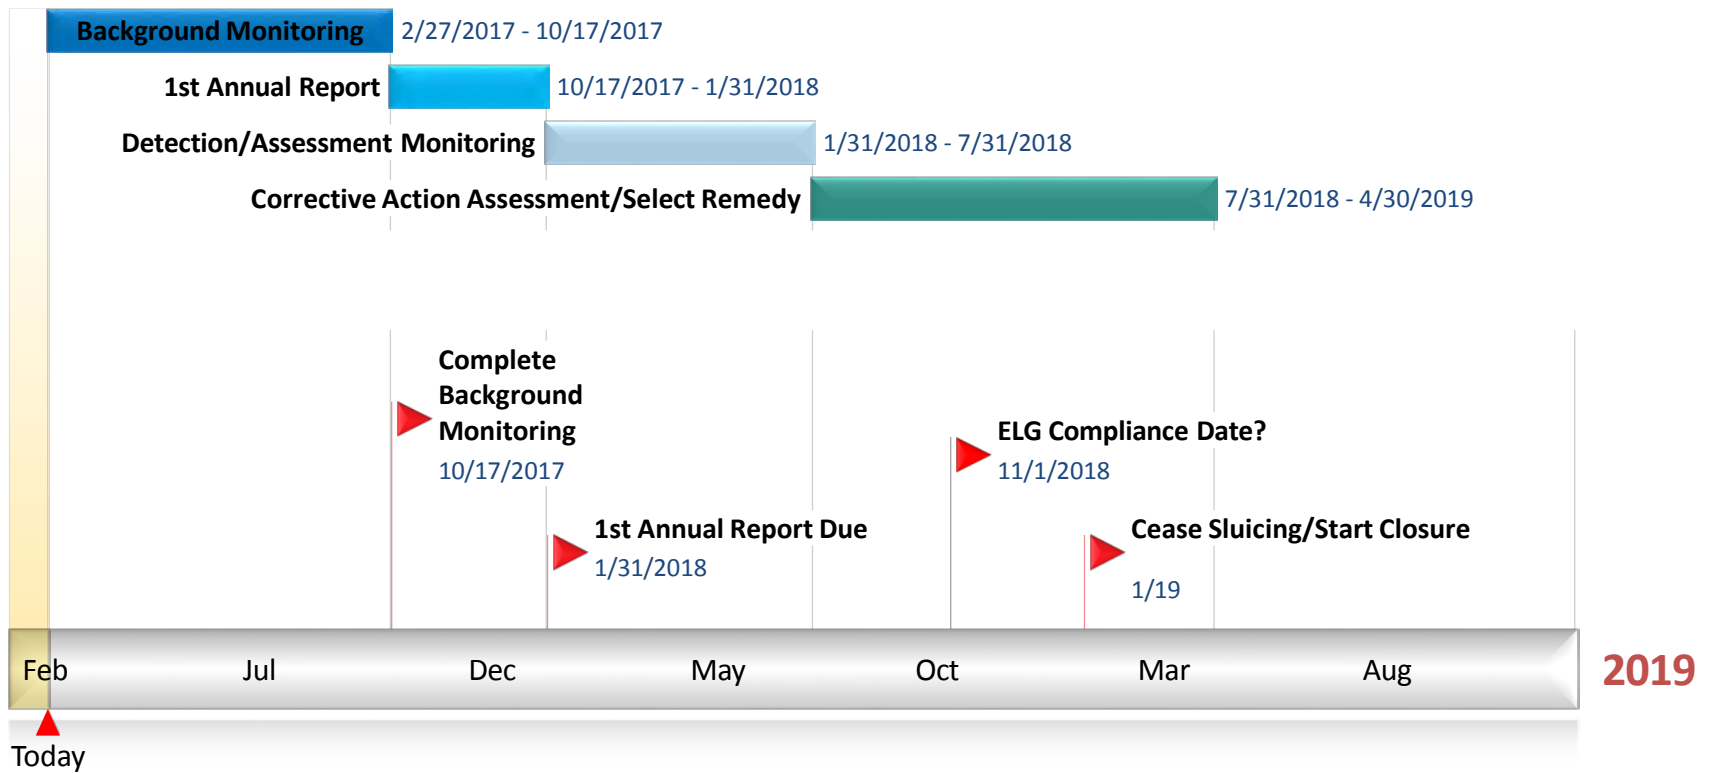 Background Monitoring 2/27/2017 - 10/17/2017
1st Annual Report 10/17/2017 - 1/31/2018
Detection/Assessment Monitoring 1/31/2018 - 7/31/2018
Corrective Action Assessment/Select Remedy 7/31/2018 - 4/30/2019
Complete
Background
Monitoring
10/17/2017
ELG Compliance Date?
11/1/2018
1st Annual Report Due
1/31/2018
Cease Sluicing/Start Closure
1/19
Feb Jul Dec May Oct Mar Aug 2019
Today